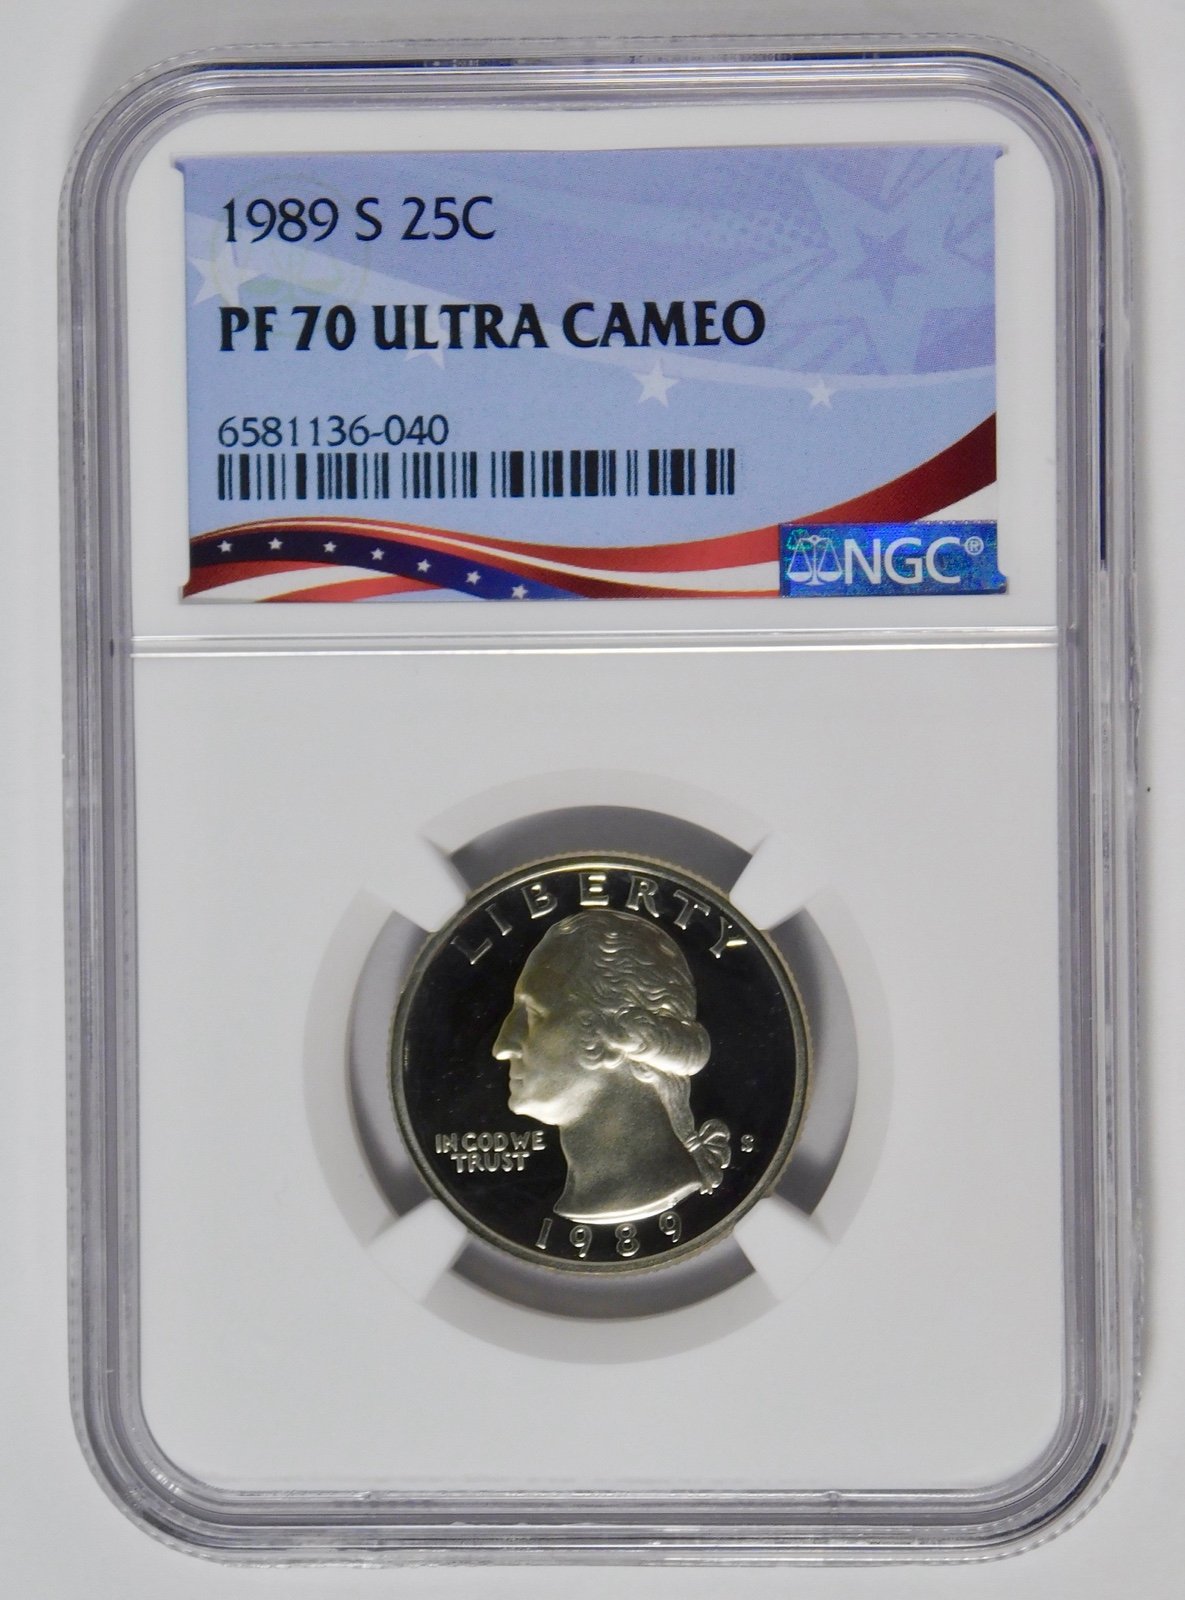 1989 S 25C
PF 70 ULTRA CAMEO
6581136-040
NGC®
LIBERTY
IN GOD WE
TRUST
S
1989